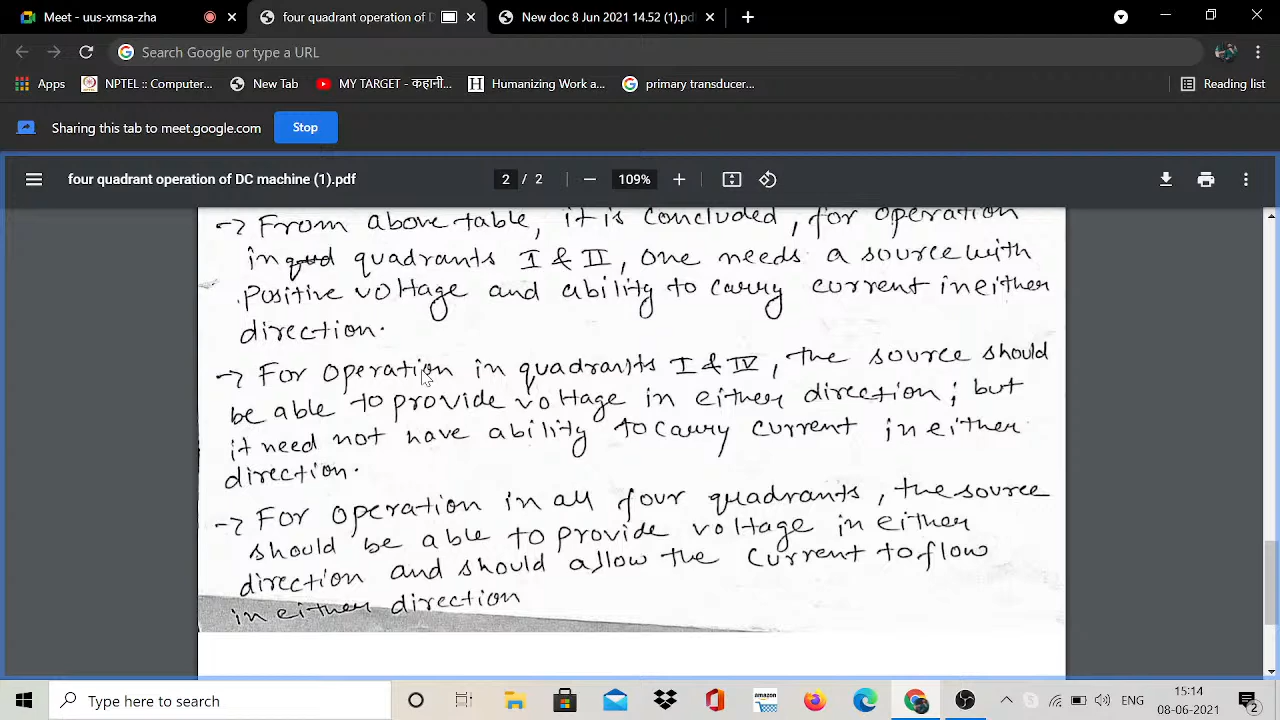 Meet - uus-xmsa-zha
four quadrant operation of D
New doc 8 Jun 2021 14.52 (1).pd
Search Google or type a URL
Apps
NPTEL :: Computer...
New Tab
MY TARGET - कदापी...
Humanizing Work a...
primary transducer...
Reading list
Sharing this tab to meet.google.com
Stop
four quadrant operation of DC machine (1).pdf
2 / 2
109%
→ From above table, it is concluded, for operation
in quadrants I & II, one needs a source with
positive voltage and ability to carry current in either
direction.
→ For operation in quadrants I & IV, the source should
be able to provide voltage in either direction; but
it need not have ability to carry current in either
direction.
→ For operation in all four quadrants, the source
should be able to provide voltage in either
direction and should allow the current to flow
in either direction
Type here to search
amazon
ENG
15:14
08-06-2021
2